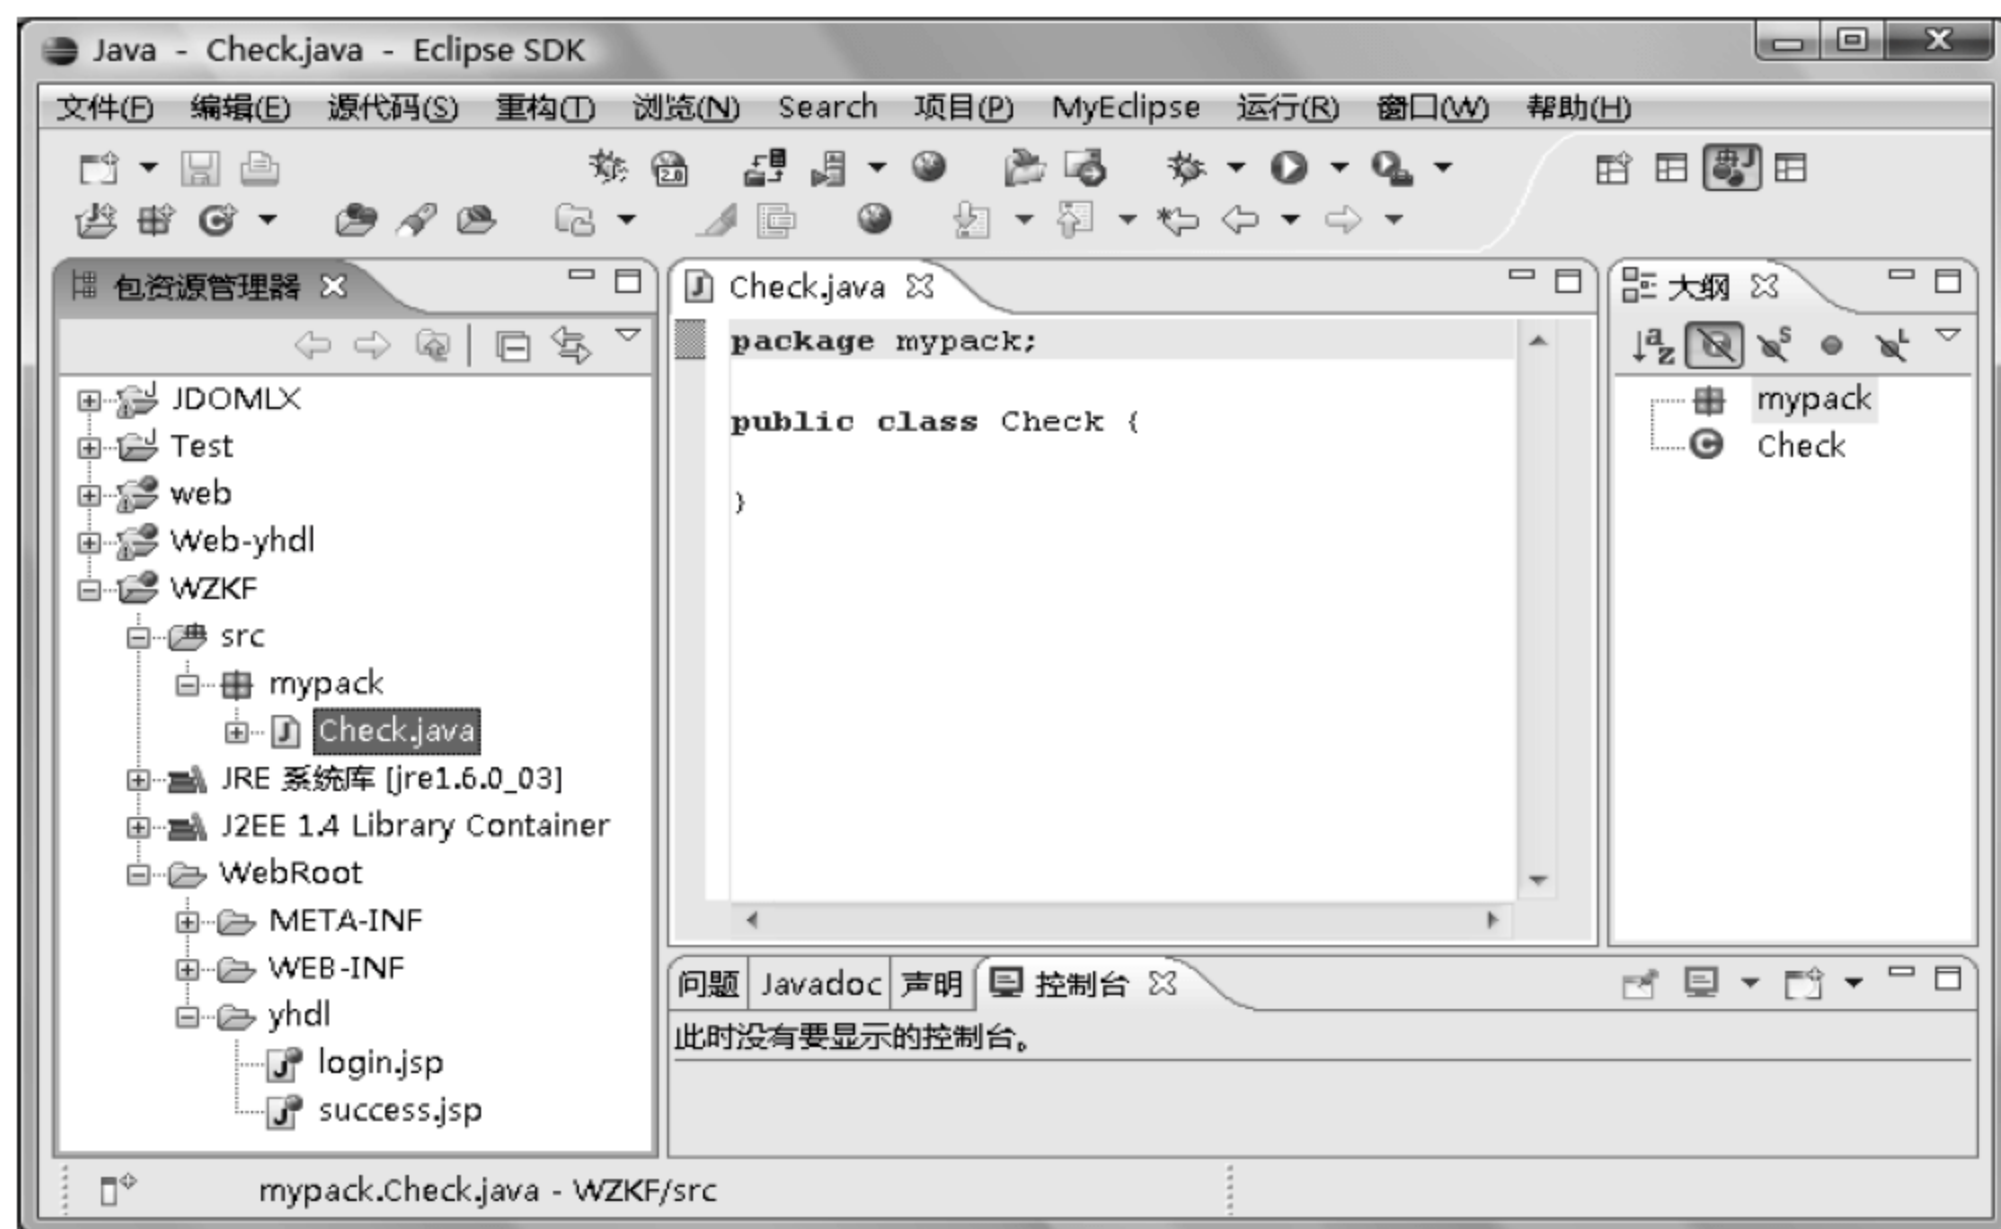 Java - Check.java - Eclipse SDK
文件(F) 编辑(E) 源代码(S) 重构(T) 浏览(N) Search 项目(P) MyEclipse 运行(R) 窗口(W) 帮助(H)
2.0
包资源管理器
JDOMLX
Test
web
Web-yhdl
WZKF
src
mypack
Check.java
JRE 系统库 [jre1.6.0_03]
J2EE 1.4 Library Container
WebRoot
META-INF
WEB-INF
yhdl
login.jsp
success.jsp
Check.java
package mypack;
public class Check {
}
大纲
mypack
Check
问题 Javadoc 声明 控制台
此时没有要显示的控制台。
mypack.Check.java - WZKF/src